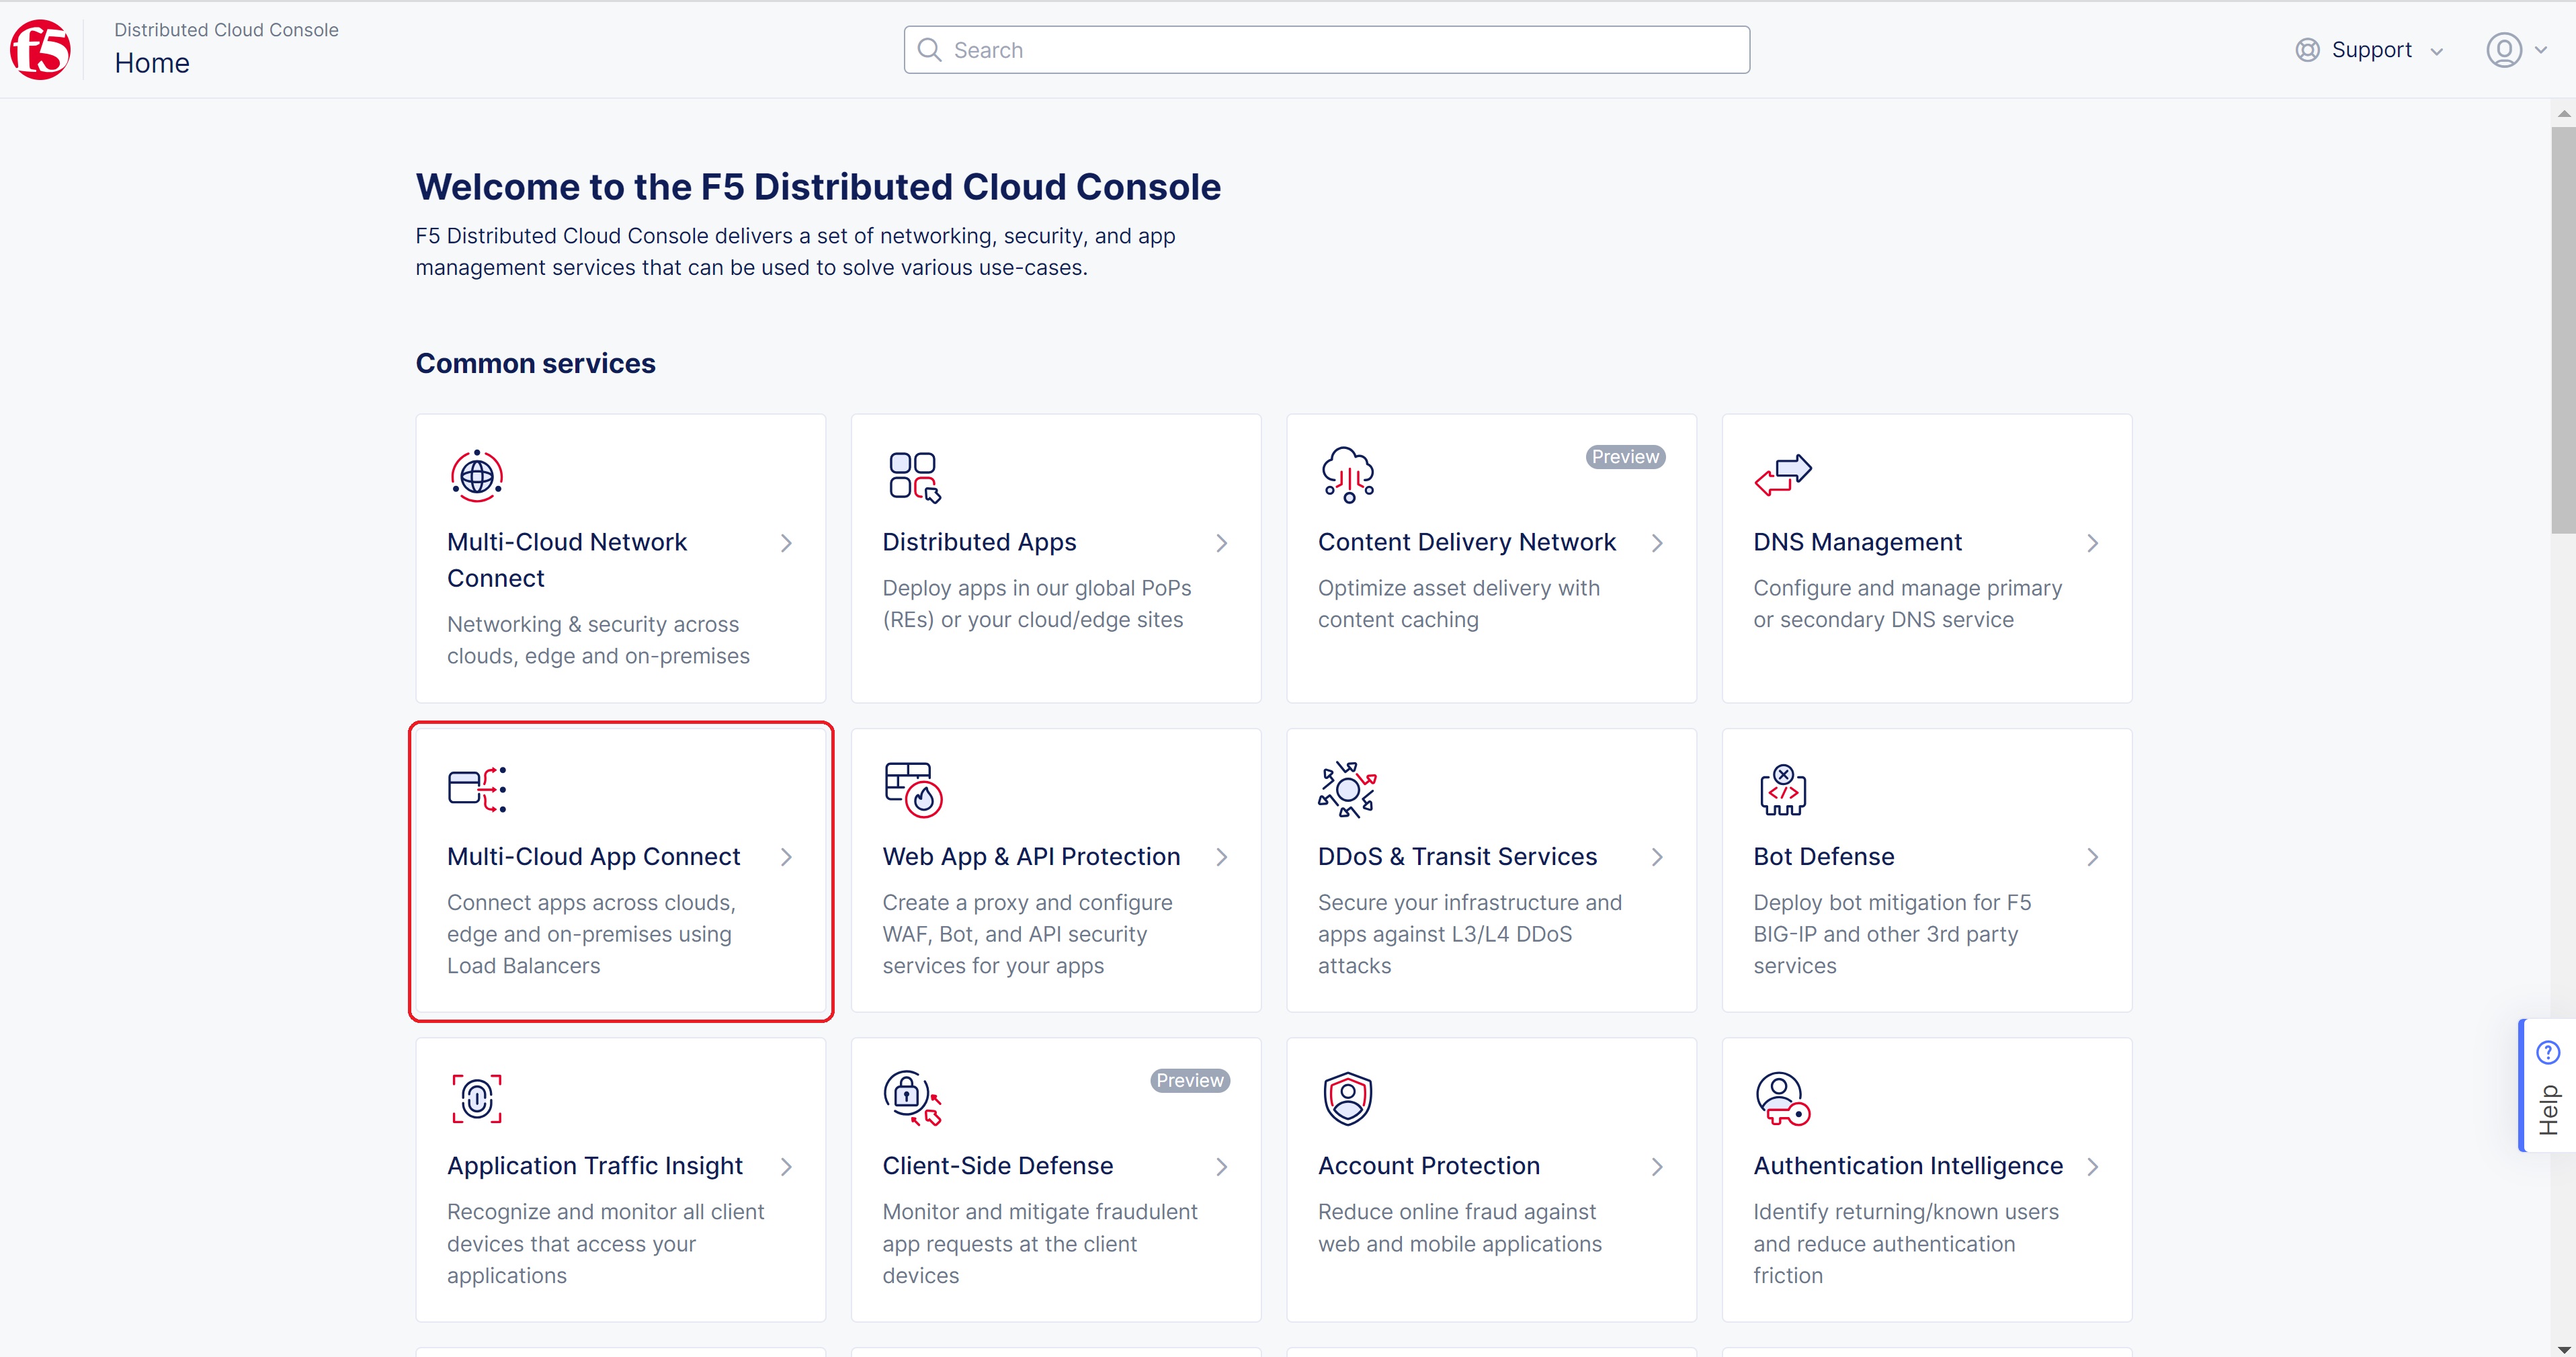 f5
Distributed Cloud Console
Home
Search
Support
Welcome to the F5 Distributed Cloud Console
F5 Distributed Cloud Console delivers a set of networking, security, and app
management services that can be used to solve various use-cases.
Common services
Multi-Cloud Network
Connect
Networking & security across
clouds, edge and on-premises
Distributed Apps
Deploy apps in our global PoPs
(REs) or your cloud/edge sites
Preview
Content Delivery Network
Optimize asset delivery with
content caching
DNS Management
Configure and manage primary
or secondary DNS service
Multi-Cloud App Connect
Connect apps across clouds,
edge and on-premises using
Load Balancers
Web App & API Protection
Create a proxy and configure
WAF, Bot, and API security
services for your apps
DDoS & Transit Services
Secure your infrastructure and
apps against L3/L4 DDoS
attacks
Bot Defense
Deploy bot mitigation for F5
BIG-IP and other 3rd party
services
Application Traffic Insight
Recognize and monitor all client
devices that access your
applications
Preview
Client-Side Defense
Monitor and mitigate fraudulent
app requests at the client
devices
Account Protection
Reduce online fraud against
web and mobile applications
Authentication Intelligence
Identify returning/known users
and reduce authentication
friction
Help